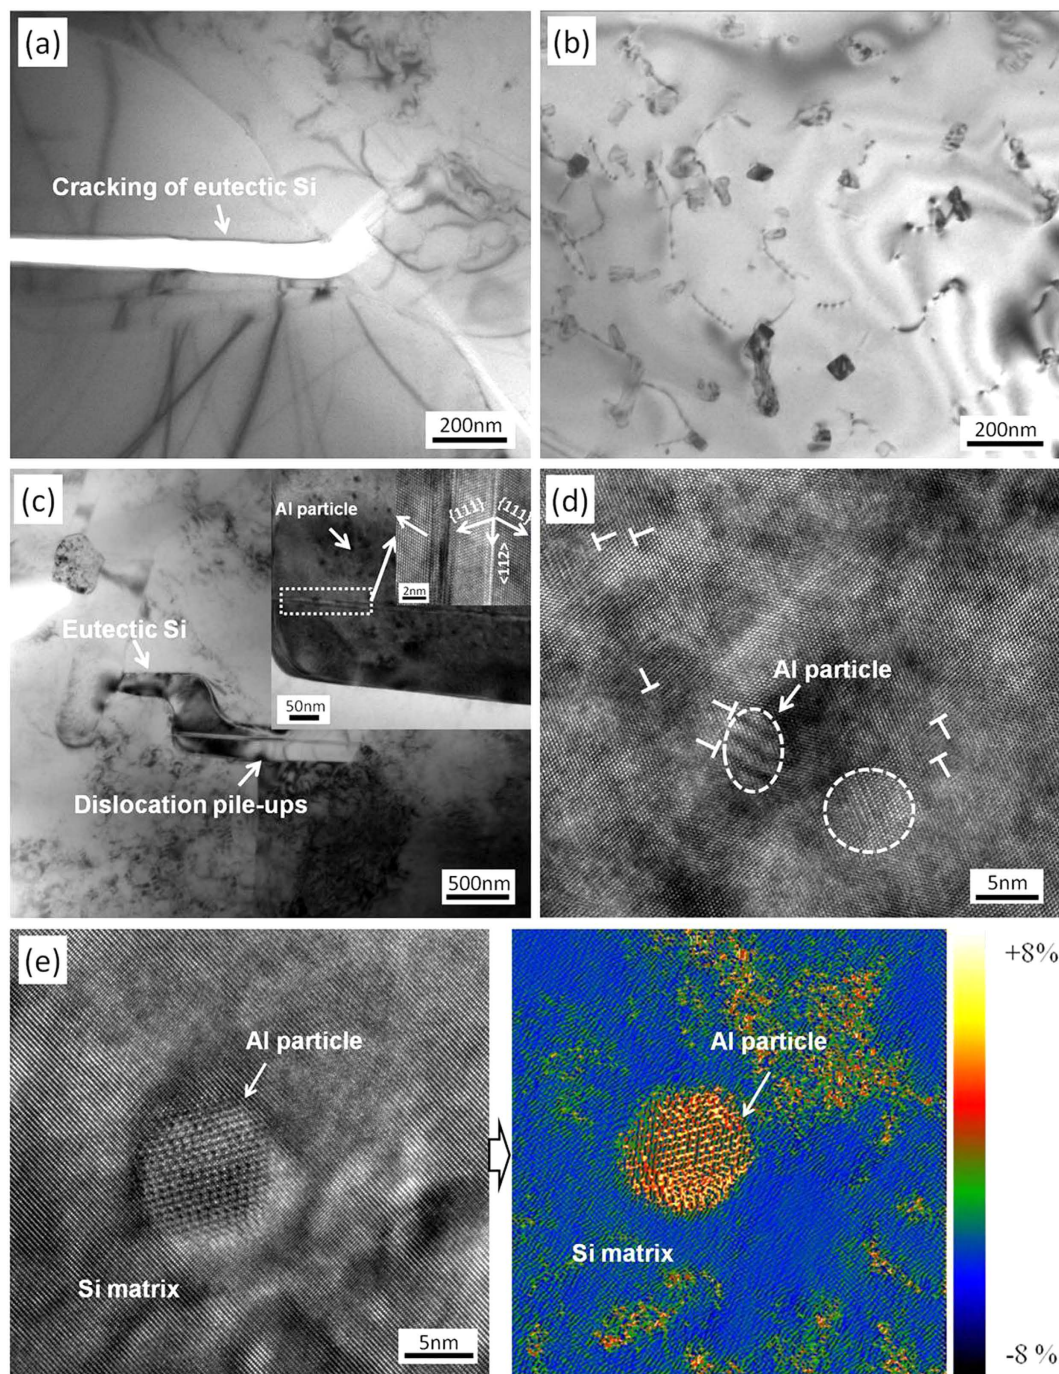 (a)
Cracking of eutectic Si
200nm
(b)
200nm
(c)
Al particle
{111}
{111}
<112>
2nm
Eutectic Si
50nm
Dislocation pile-ups
500nm
(d)
Al particle
5nm
(e)
Al particle
Si matrix
5nm
Al particle
Si matrix
+8%
-8 %